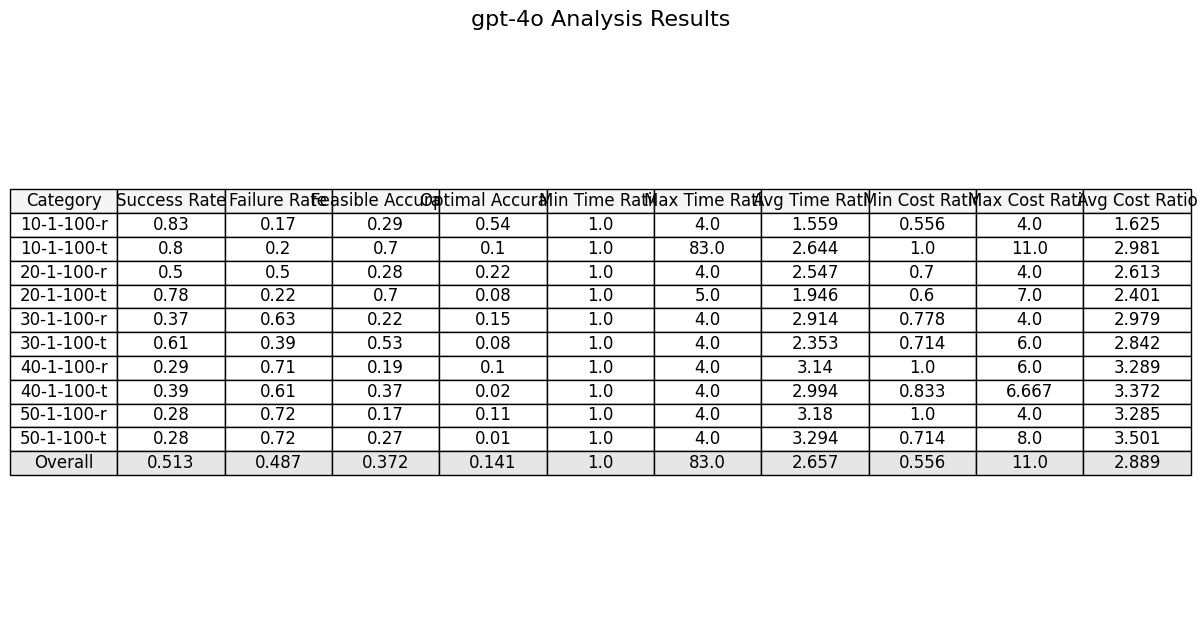 gpt-4o Analysis Results
Category Success Rate Failure Rate Feasible Accura Optimal Accura Min Time Rati Max Time Rati Avg Time Rati Min Cost Rati Max Cost Rati Avg Cost Ratio
10-1-100-r 0.83 0.17 0.29 0.54 1.0 4.0 1.559 0.556 4.0 1.625
10-1-100-t 0.8 0.2 0.7 0.1 1.0 83.0 2.644 1.0 11.0 2.981
20-1-100-r 0.5 0.5 0.28 0.22 1.0 4.0 2.547 0.7 4.0 2.613
20-1-100-t 0.78 0.22 0.7 0.08 1.0 5.0 1.946 0.6 7.0 2.401
30-1-100-r 0.37 0.63 0.22 0.15 1.0 4.0 2.914 0.778 4.0 2.979
30-1-100-t 0.61 0.39 0.53 0.08 1.0 4.0 2.353 0.714 6.0 2.842
40-1-100-r 0.29 0.71 0.19 0.1 1.0 4.0 3.14 1.0 6.0 3.289
40-1-100-t 0.39 0.61 0.37 0.02 1.0 4.0 2.994 0.833 6.667 3.372
50-1-100-r 0.28 0.72 0.17 0.11 1.0 4.0 3.18 1.0 4.0 3.285
50-1-100-t 0.28 0.72 0.27 0.01 1.0 4.0 3.294 0.714 8.0 3.501
Overall 0.513 0.487 0.372 0.141 1.0 83.0 2.657 0.556 11.0 2.889